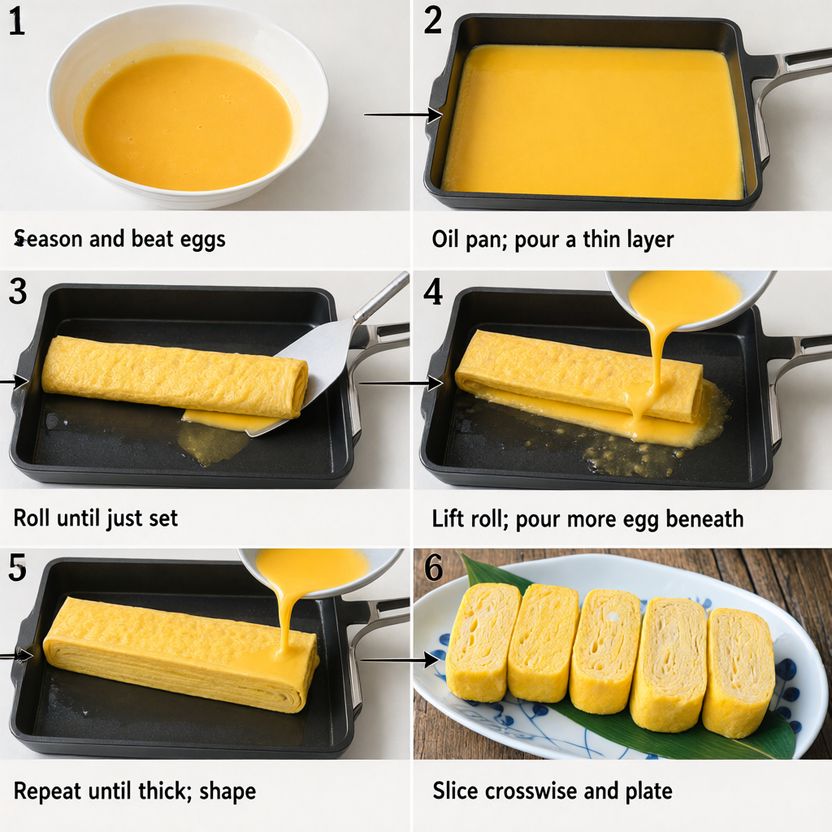 1
Season and beat eggs
2
Oil pan; pour a thin layer
3
Roll until just set
4
Lift roll; pour more egg beneath
5
Repeat until thick; shape
6
Slice crosswise and plate